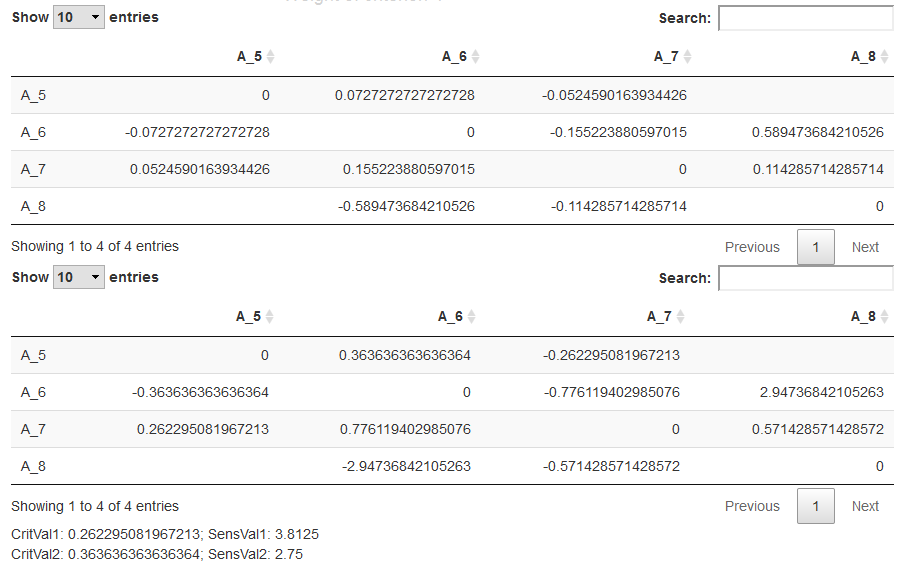 Show 10 entries Search:
A_5 A_6 A_7 A_8
A_5 0 0.0727272727272728 -0.0524590163934426
A_6 -0.0727272727272728 0 -0.155223880597015 0.589473684210526
A_7 0.0524590163934426 0.155223880597015 0 0.114285714285714
A_8 -0.589473684210526 -0.114285714285714 0
Showing 1 to 4 of 4 entries Previous 1 Next
Show 10 entries Search:
A_5 A_6 A_7 A_8
A_5 0 0.363636363636364 -0.262295081967213
A_6 -0.363636363636364 0 -0.776119402985076 2.94736842105263
A_7 0.262295081967213 0.776119402985076 0 0.571428571428572
A_8 -2.94736842105263 -0.571428571428572 0
Showing 1 to 4 of 4 entries Previous 1 Next
CritVal1: 0.262295081967213; SensVal1: 3.8125
CritVal2: 0.363636363636364; SensVal2: 2.75